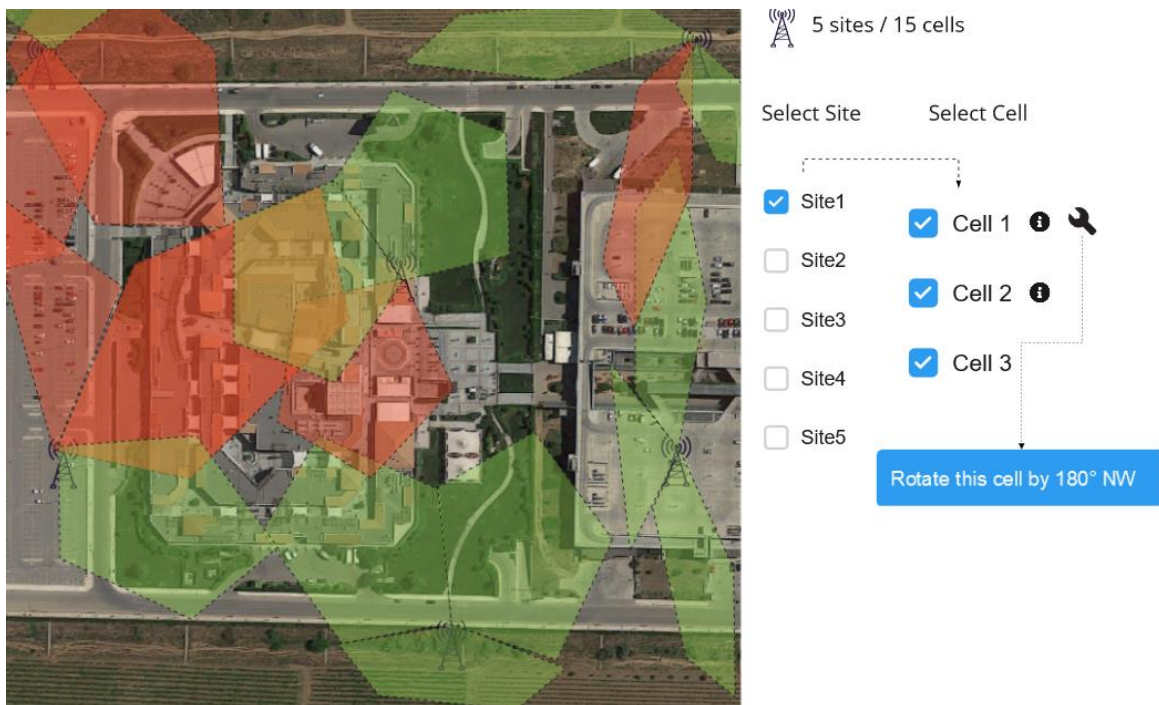 5 sites / 15 cells
Select Site
Select Cell
Site1
Site2
Site3
Site4
Site5
Cell 1
Cell 2
Cell 3
Rotate this cell by 180° NW